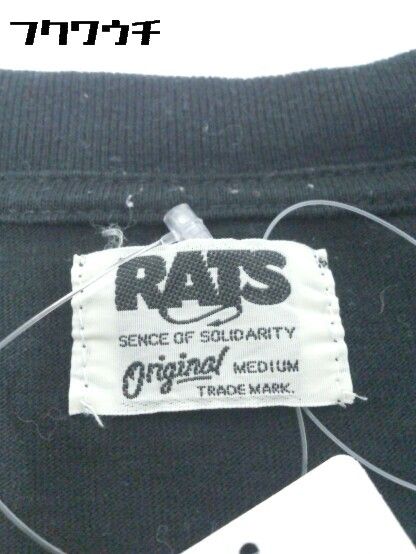 フクワウチ
RATS
SENCE OF SOLIDARITY
Original MEDIUM
TRADE MARK.